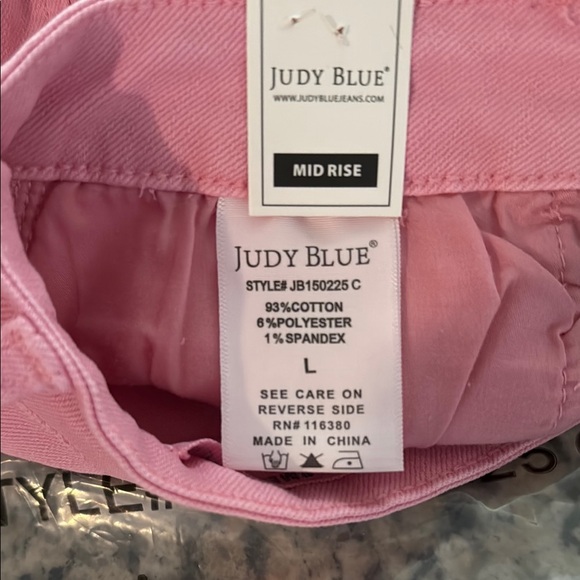 JUDY BLUE®
WWW.JUDYBLUEJEANS.COM
MID RISE
JUDY BLUE®
STYLE# JB150225 C
93%COTTON
6%POLYESTER
1%SPANDEX
L
SEE CARE ON
REVERSE SIDE
RN# 116380
MADE IN CHINA